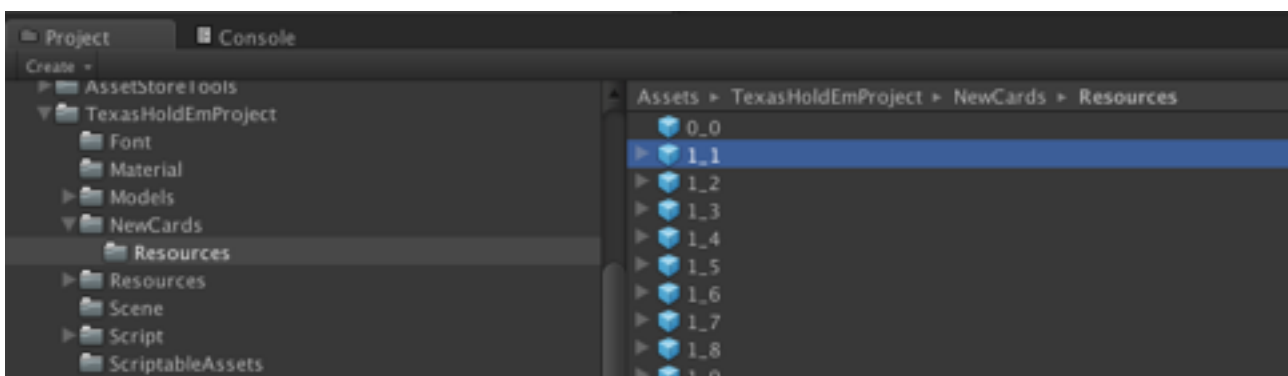 Project Console
Create
AssetStoreTools
TexasHoldEmProject
Font
Material
Models
NewCards
Resources
Resources
Scene
Script
ScriptableAssets
Assets ▸ TexasHoldEmProject ▸ NewCards ▸ Resources
0_0
1_1
1_2
1_3
1_4
1_5
1_6
1_7
1_8